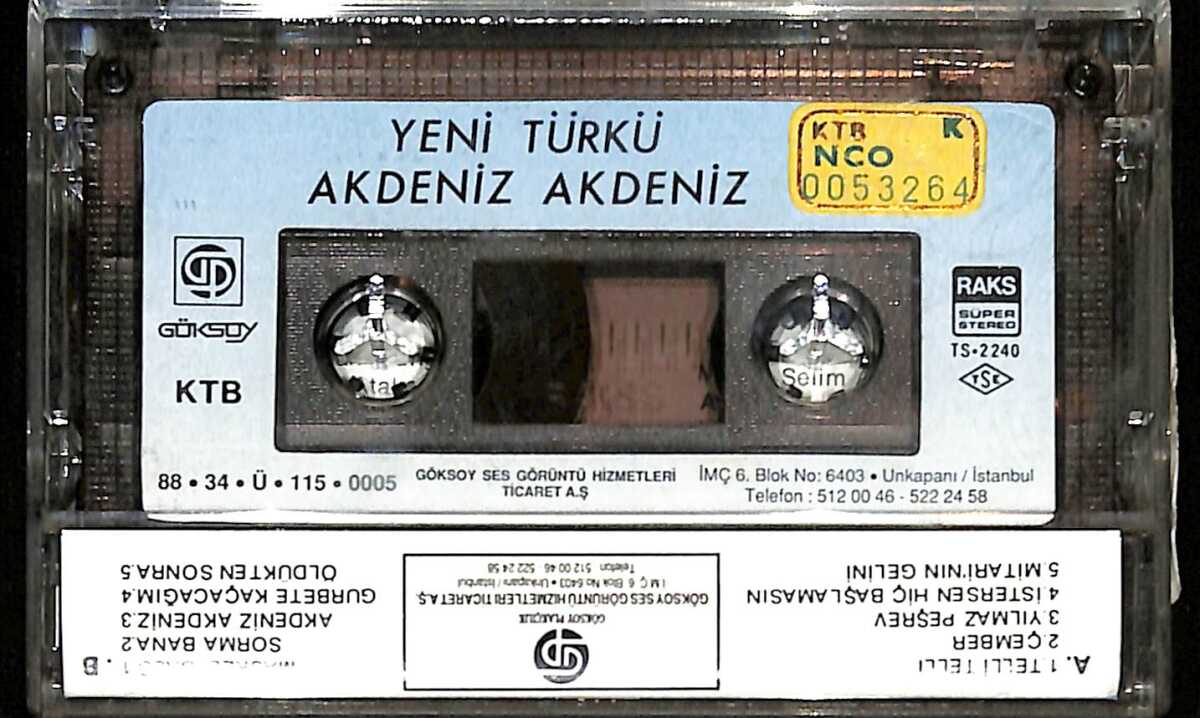 YENİ TÜRKÜ
AKDENİZ AKDENİZ
KTB K
NCO
0053264
GÖKSOY
KTB
RAKS
SÜPER
STEREO
TS-2240
TSE
Selim
88 • 34 • Ü • 115 • 0005
GÖKSOY SES GÖRÜNTÜ HİZMETLERİ
TİCARET A.Ş
İMÇ 6. Blok No: 6403 • Unkapanı / İstanbul
Telefon : 512 00 46 - 522 24 58
A. 1.TELLİ TELLİ
2.ÇEMBER
3.YILMAZ PEŞREV
4.İSTERSEN HİÇ BAŞLAMASIN
5.MİTARİ'NIN GELİNİ
GÖKSOY PLAKÇILIK
GÖKSOY SES GÖRÜNTÜ HİZMETLERİ TİCARET A.Ş.
İ M Ç 6 Blok No 6403 • Unkapanı / İstanbul
Telefon 512 00 46 522 24 58
1. B
SORMA BANA.2
AKDENİZ AKDENİZ.3
GURBETE KAÇACAĞIM.4
ÖLDÜKTEN SONRA.5